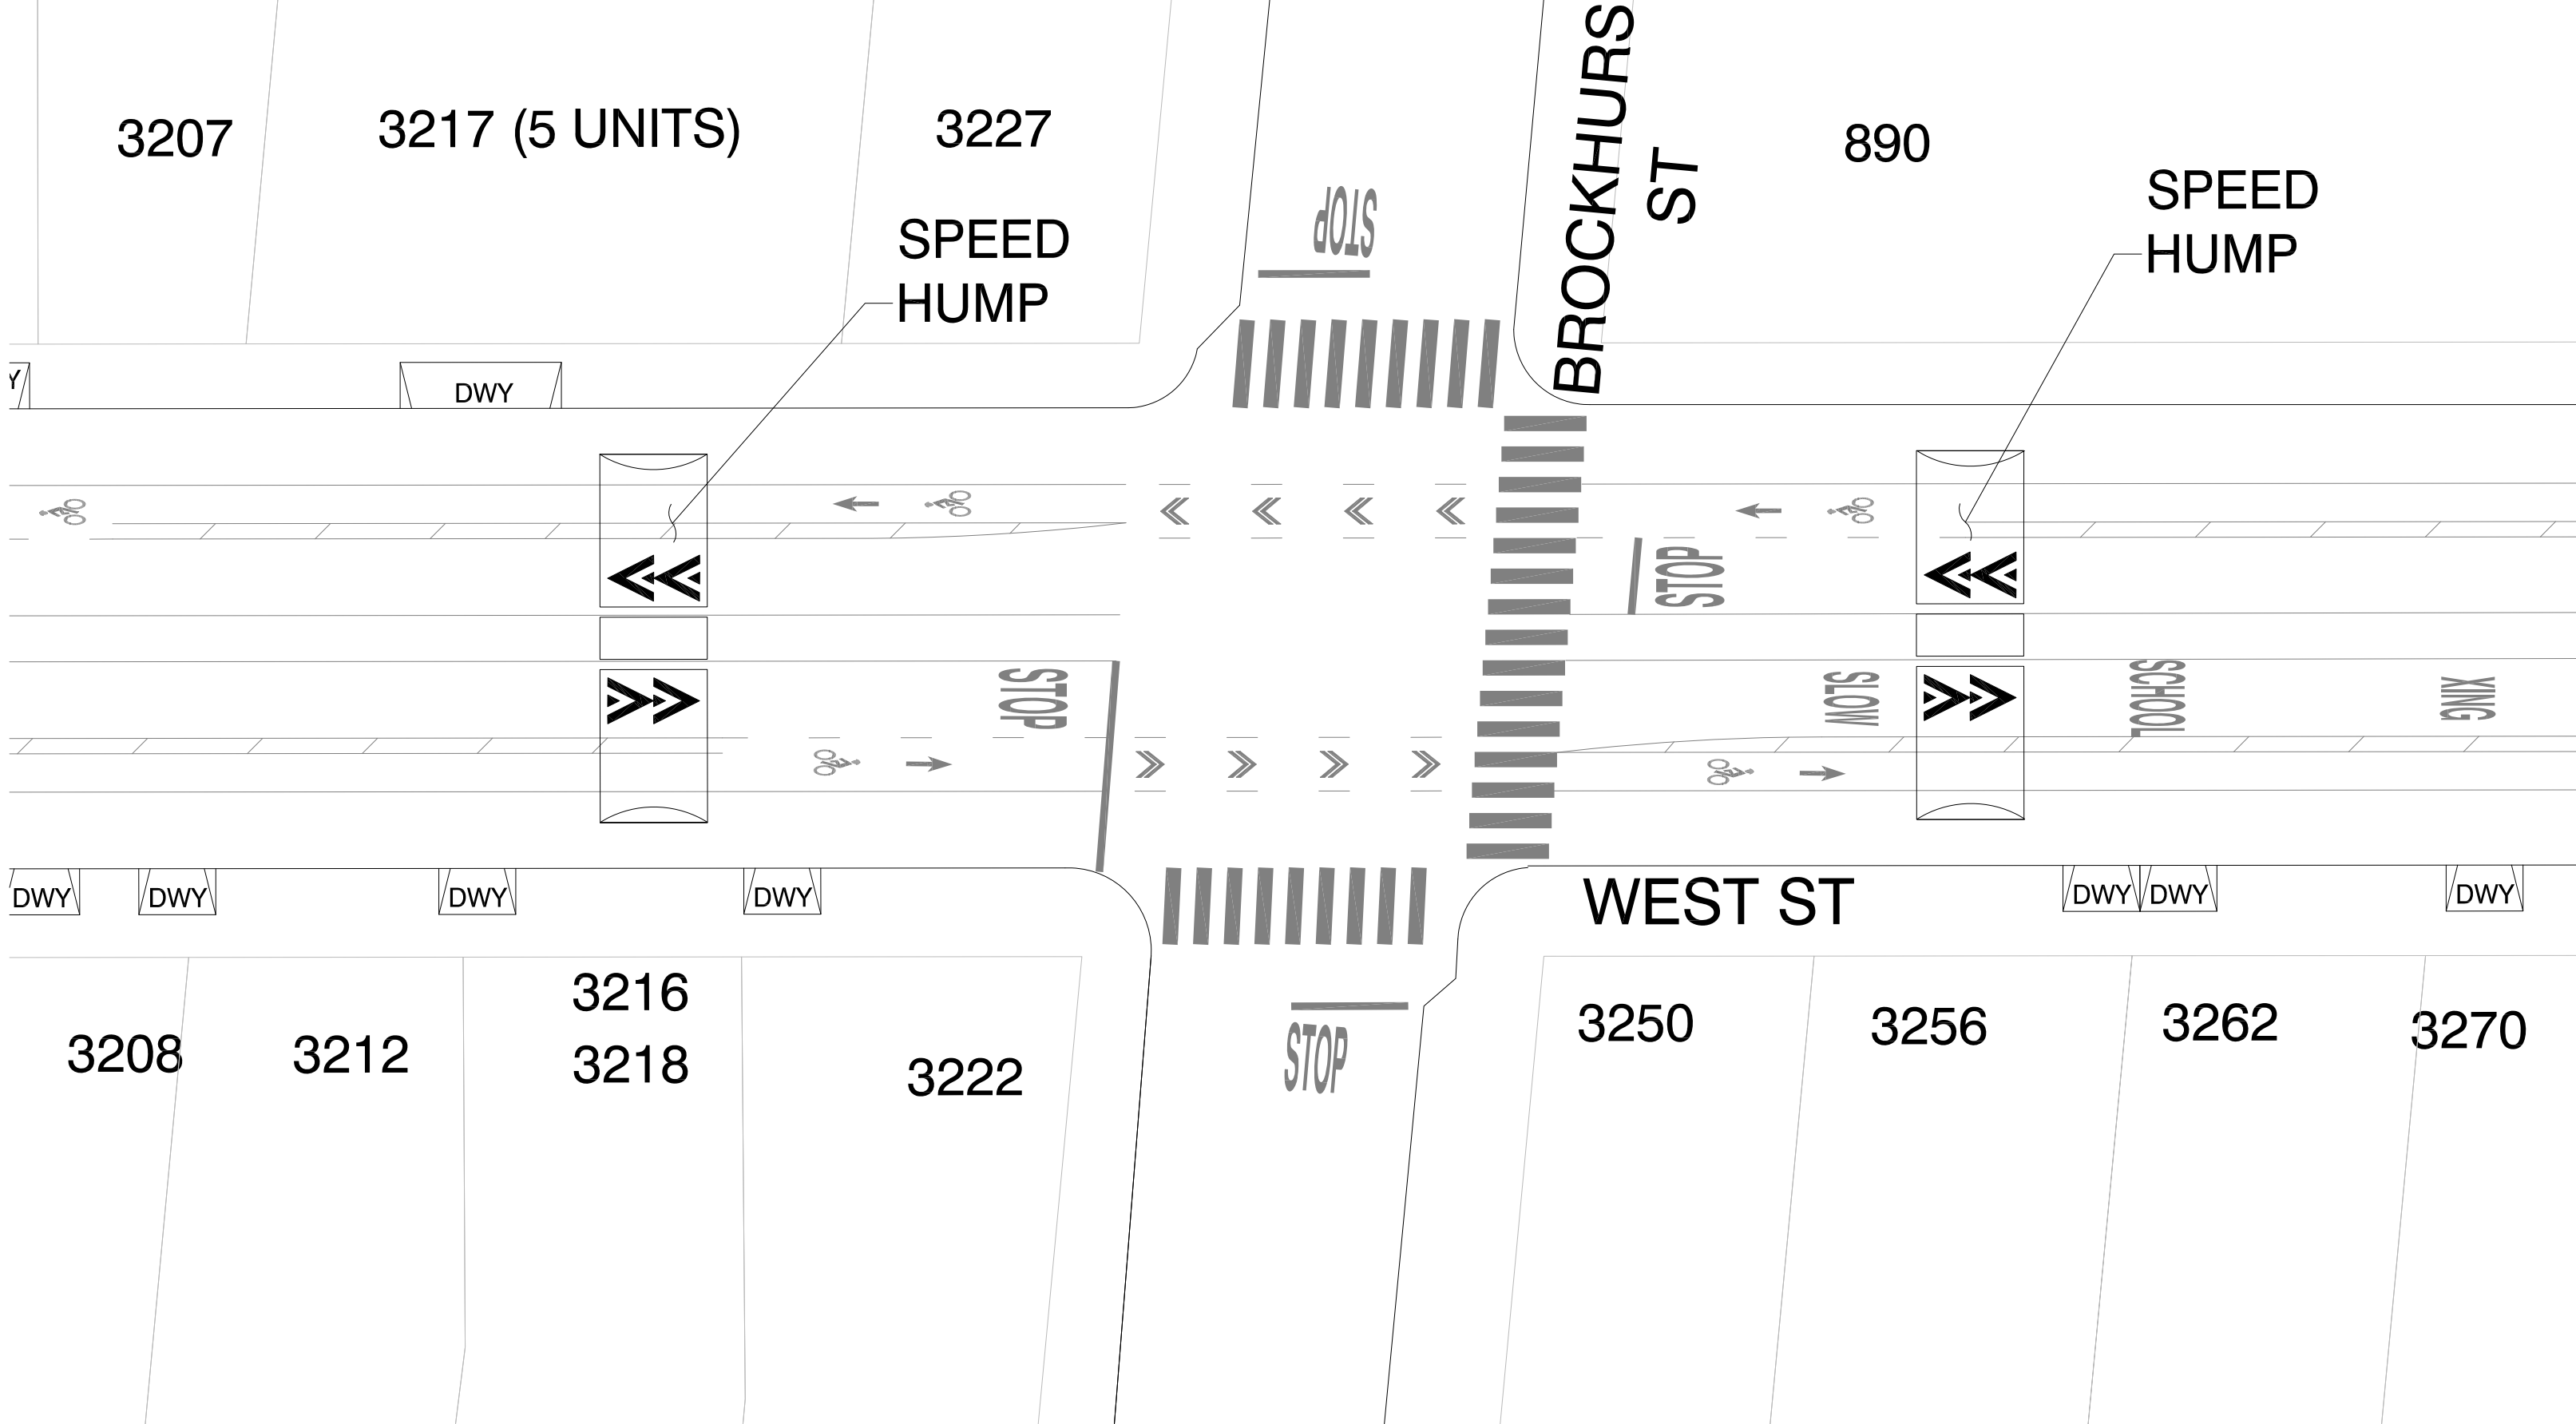 3207
3217 (5 UNITS)
3227
BROCKHURS
ST
890
SPEED
HUMP
SPEED
HUMP
STOP
Y
DWY
STOP
STOP
SLOW
SCHOOL
XING
DWY
DWY
DWY
DWY
WEST ST
DWY
DWY
DWY
3208
3212
3216
3218
3222
STOP
3250
3256
3262
3270